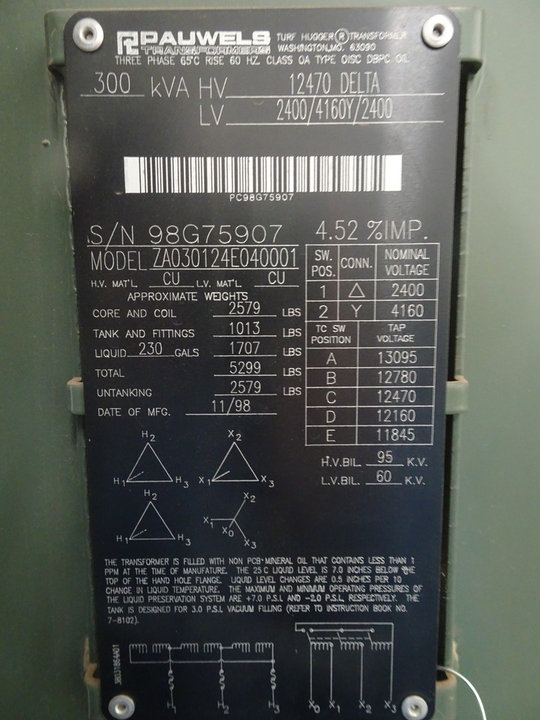 PAUWELS TURF HUGGER® TRANSFORMER
TRANSFORMERS WASHINGTON, MO. 63090
THREE PHASE 65°C RISE 60 HZ. CLASS OA TYPE OISC DBPC OIL
300 kVA HV 12470 DELTA
LV 2400/4160Y/2400
PC98G75907
S/N 98G75907 4.52 %IMP.
MODEL ZA030124E040001
H.V. MAT'L CU L.V. MAT'L CU
APPROXIMATE WEIGHTS
CORE AND COIL 2579 LBS
TANK AND FITTINGS 1013 LBS
LIQUID 230 GALS 1707 LBS
TOTAL 5299 LBS
UNTANKING 2579 LBS
DATE OF MFG. 11/98
SW. POS. CONN. NOMINAL VOLTAGE
1 △ 2400
2 Y 4160
TC SW POSITION TAP VOLTAGE
A 13095
B 12780
C 12470
D 12160
E 11845
H.V.BIL. 95 K.V.
L.V.BIL. 60 K.V.
H2 X2
H1 H3 X1 X3
H2 X2
H1 H3 X1 X0 X3
THE TRANSFORMER IS FILLED WITH NON PCB* MINERAL OIL THAT CONTAINS LESS THAN 1
PPM AT THE TIME OF MANUFATURE. THE 25 C LIQUID LEVEL IS 7.0 INCHES BELOW THE
TOP OF THE HAND HOLE FLANGE. LIQUID LEVEL CHANGES ARE 0.5 INCHES PER 10
CHANGE IN LIQUID TEMPERATURE. THE MAXIMUM AND MINIMUM OPERATING PRESSURES OF
THE LIQUID PRESERVATION SYSTEM ARE +7.0 P.S.I. AND -2.0 P.S.I., RESPECTIVELY. THE
TANK IS DESIGNED FOR 3.0 P.S.I. VACUUM FILLING (REFER TO INSTRUCTION BOOK NO.
7-8102).
X0 X1 X2 X3